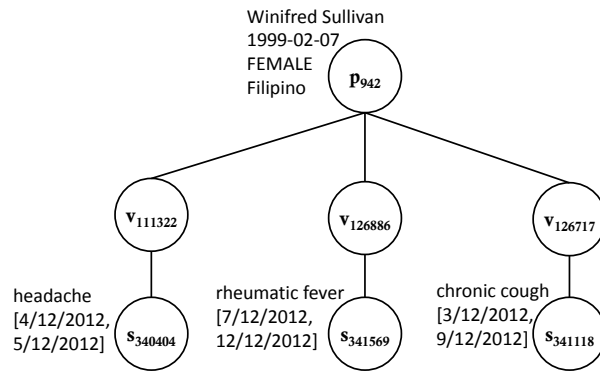 Winifred Sullivan
1999-02-07
FEMALE
Filipino
p942
v111322
v126886
v126717
headache
[4/12/2012,
5/12/2012]
s340404
rheumatic fever
[7/12/2012,
12/12/2012]
s341569
chronic cough
[3/12/2012,
9/12/2012]
s341118